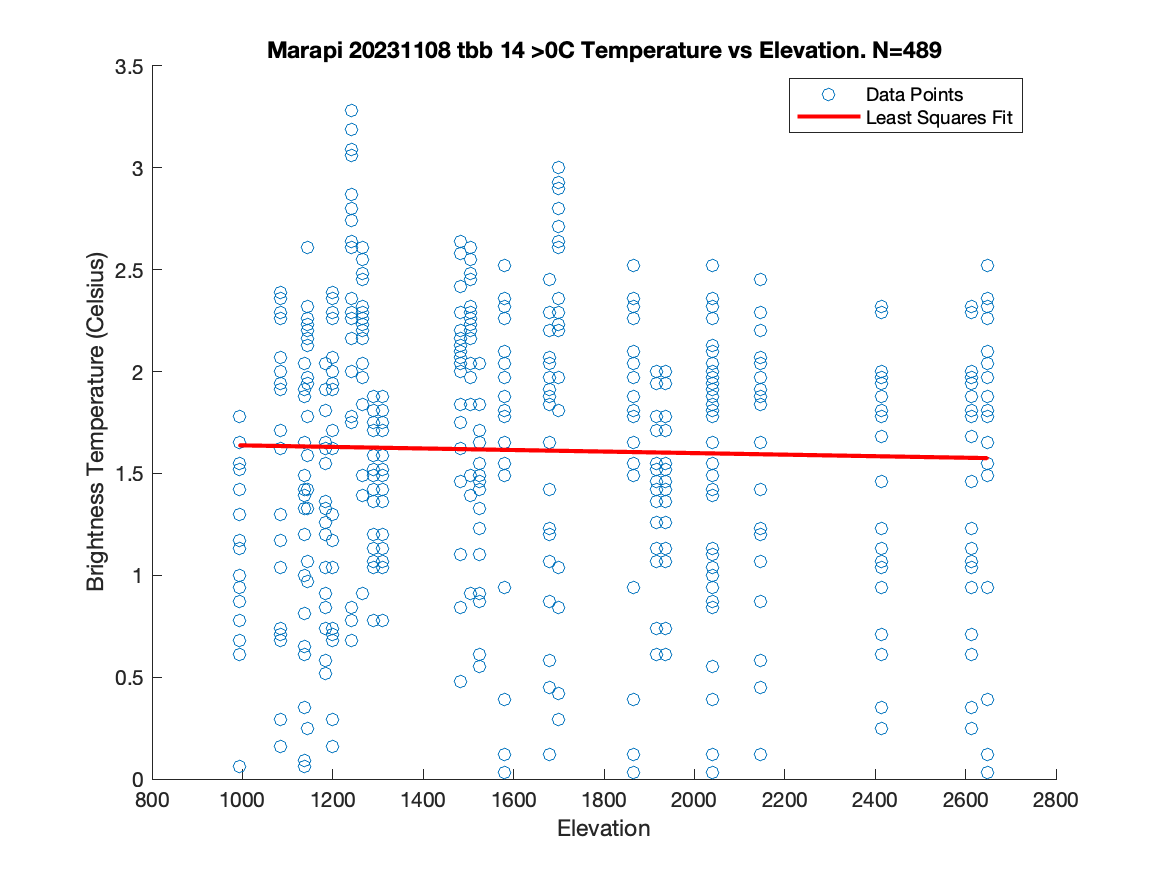 Marapi 20231108 tbb 14 >0C Temperature vs Elevation. N=489
Data Points
Least Squares Fit
3.5
3
2.5
2
1.5
1
0.5
0
Brightness Temperature (Celsius)
800 1000 1200 1400 1600 1800 2000 2200 2400 2600 2800
Elevation